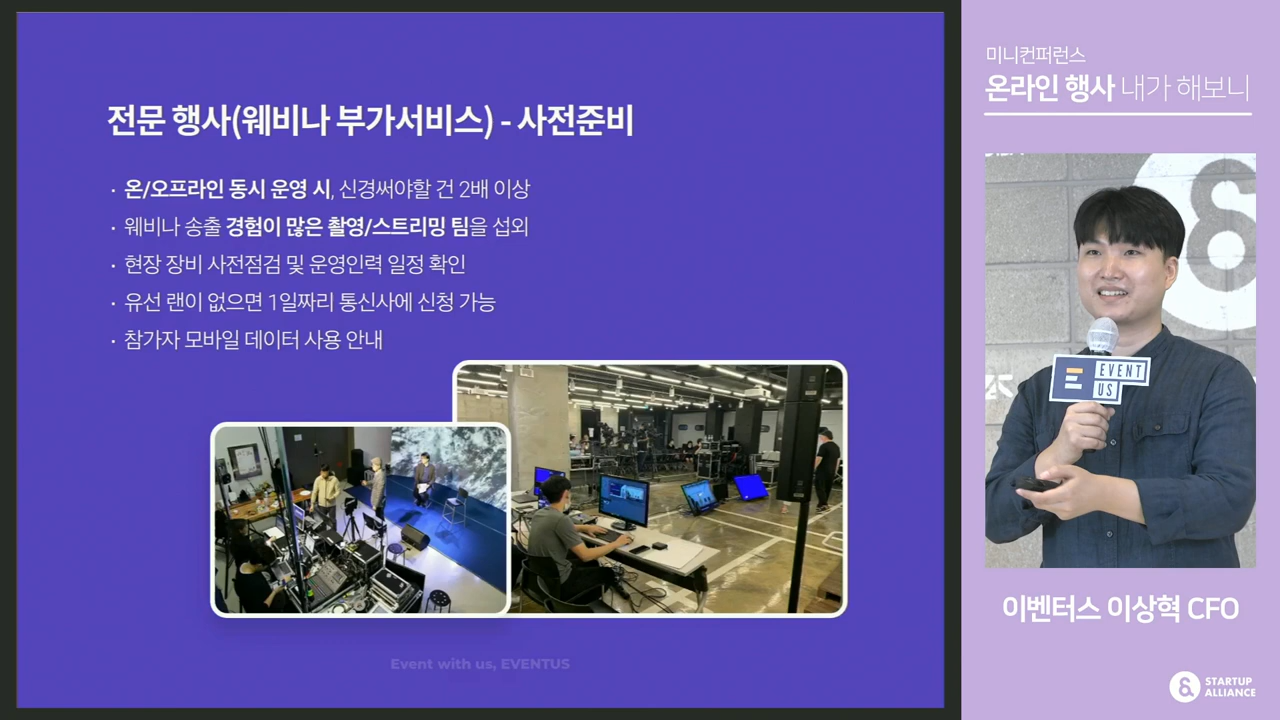 전문 행사(웨비나 부가서비스) - 사전준비
· 온/오프라인 동시 운영 시, 신경써야할 건 2배 이상
· 웨비나 송출 경험이 많은 촬영/스트리밍 팀을 섭외
· 현장 장비 사전점검 및 운영인력 일정 확인
· 유선 랜이 없으면 1일짜리 통신사에 신청 가능
· 참가자 모바일 데이터 사용 안내
Event with us, EVENTUS
미니컨퍼런스
온라인 행사 내가 해보니
EVENT
US
이벤터스 이상혁 CFO
STARTUP
ALLIANCE